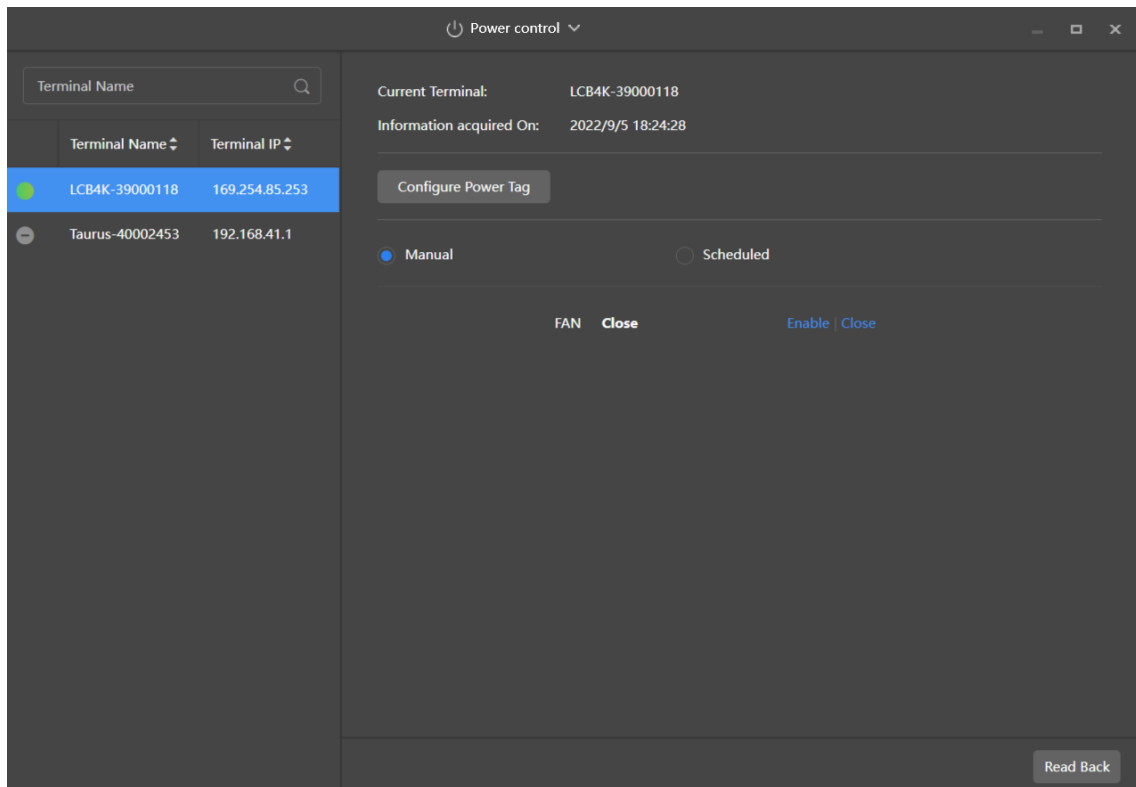 Power control
Terminal Name
Terminal Name Terminal IP
LCB4K-39000118 169.254.85.253
Taurus-40002453 192.168.41.1
Current Terminal: LCB4K-39000118
Information acquired On: 2022/9/5 18:24:28
Configure Power Tag
Manual Scheduled
FAN Close Enable | Close
Read Back